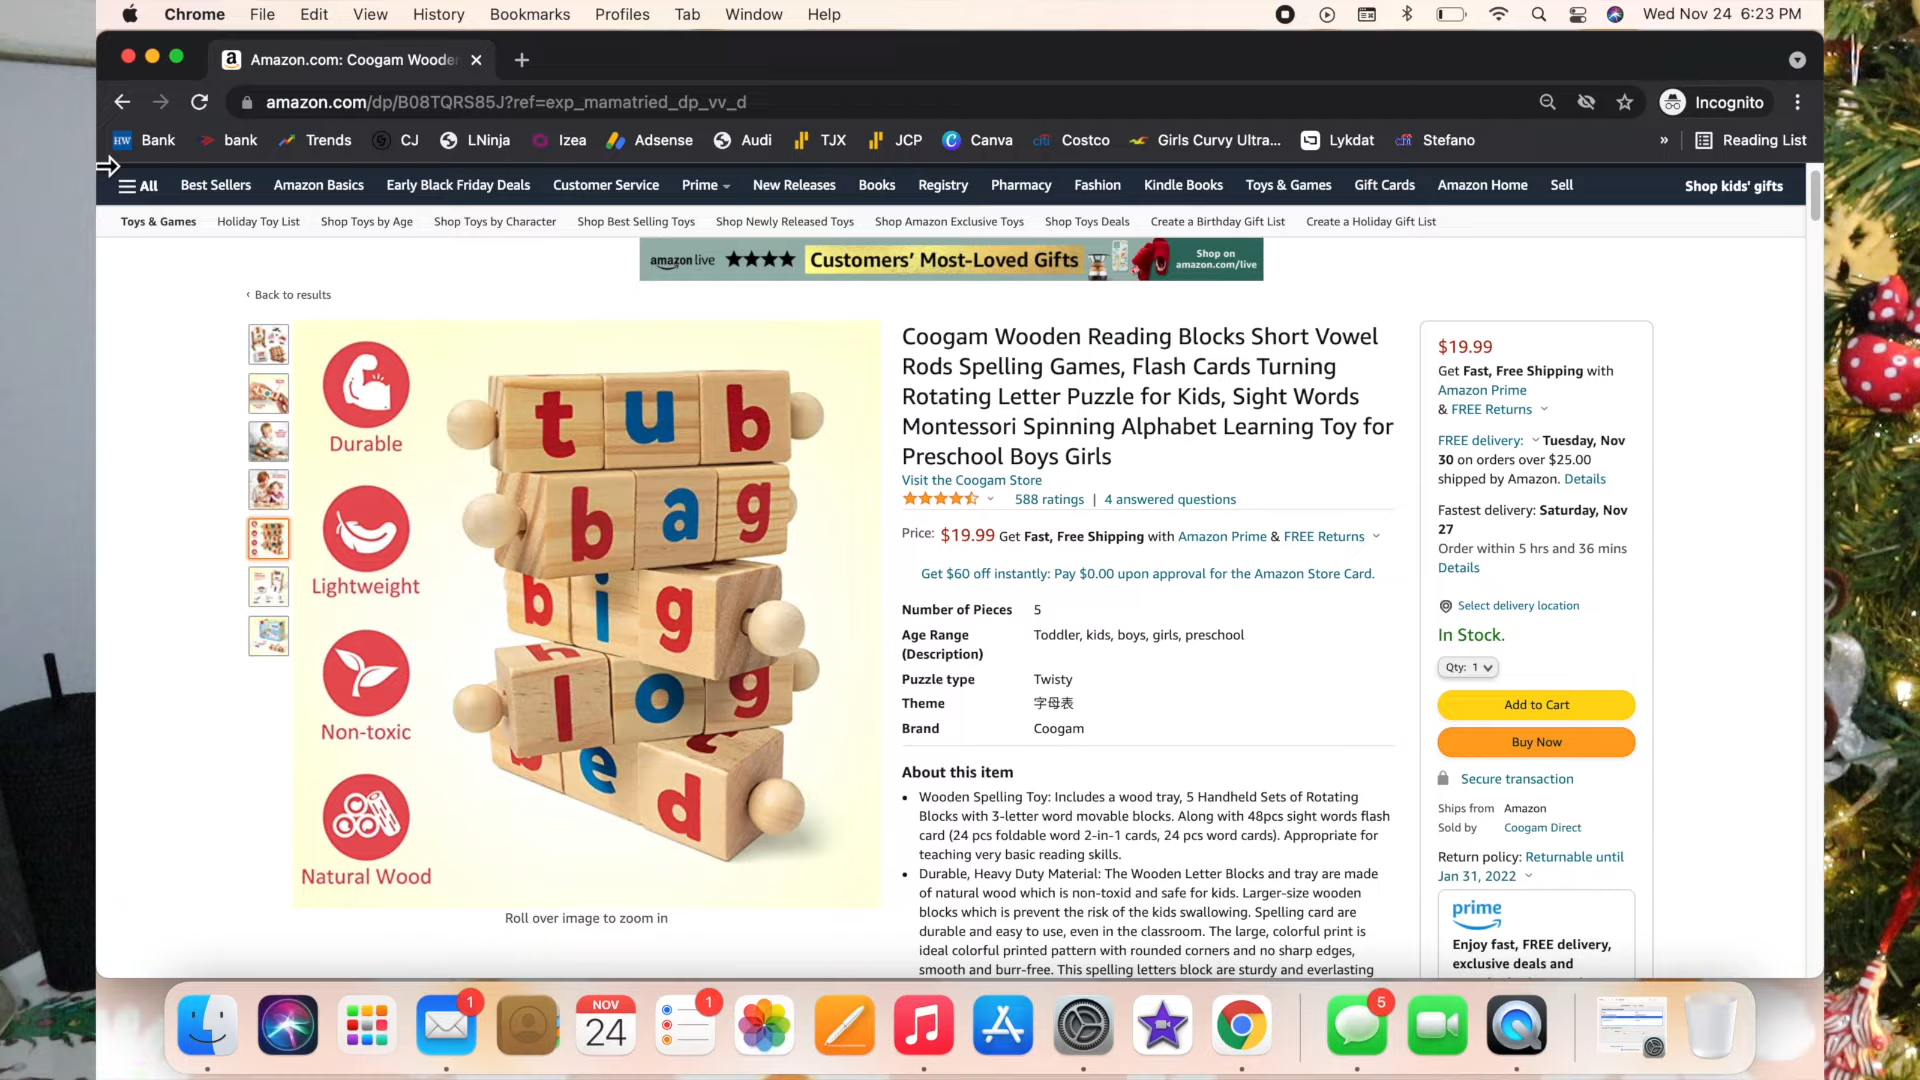 Chrome File Edit View History Bookmarks Profiles Tab Window Help Wed Nov 24 6:23 PM
Amazon.com: Coogam Woode
amazon.com/dp/B08TQRS85J?ref=exp_mamatried_dp_vv_d Incognito
HW Bank bank Trends CJ LNinja Izea Adsense Audi TJX JCP Canva citi Costco Girls Curvy Ultra... Lykdat citi Stefano » Reading List
All Best Sellers Amazon Basics Early Black Friday Deals Customer Service Prime New Releases Books Registry Pharmacy Fashion Kindle Books Toys & Games Gift Cards Amazon Home Sell Shop kids' gifts
Toys & Games Holiday Toy List Shop Toys by Age Shop Toys by Character Shop Best Selling Toys Shop Newly Released Toys Shop Amazon Exclusive Toys Shop Toys Deals Create a Birthday Gift List Create a Holiday Gift List
amazon live Customers' Most-Loved Gifts Shop on
amazon.com/live
‹ Back to results
Durable
Lightweight
Non-toxic
Natural Wood
t u b
b a g
b i g
l o g
b e d
Roll over image to zoom in
Coogam Wooden Reading Blocks Short Vowel
Rods Spelling Games, Flash Cards Turning
Rotating Letter Puzzle for Kids, Sight Words
Montessori Spinning Alphabet Learning Toy for
Preschool Boys Girls
Visit the Coogam Store
588 ratings | 4 answered questions
Price: $19.99 Get Fast, Free Shipping with Amazon Prime & FREE Returns
Get $60 off instantly: Pay $0.00 upon approval for the Amazon Store Card.
Number of Pieces 5
Age Range Toddler, kids, boys, girls, preschool
(Description)
Puzzle type Twisty
Theme 字母表
Brand Coogam
About this item
• Wooden Spelling Toy: Includes a wood tray, 5 Handheld Sets of Rotating
Blocks with 3-letter word movable blocks. Along with 48pcs sight words flash
card (24 pcs foldable word 2-in-1 cards, 24 pcs word cards). Appropriate for
teaching very basic reading skills.
• Durable, Heavy Duty Material: The Wooden Letter Blocks and tray are made
of natural wood which is non-toxid and safe for kids. Larger-size wooden
blocks which is prevent the risk of the kids swallowing. Spelling card are
durable and easy to use, even in the classroom. The large, colorful print is
ideal colorful printed pattern with rounded corners and no sharp edges,
smooth and burr-free. This spelling letters block are sturdy and everlasting
$19.99
Get Fast, Free Shipping with
Amazon Prime
& FREE Returns
FREE delivery: Tuesday, Nov
30 on orders over $25.00
shipped by Amazon. Details
Fastest delivery: Saturday, Nov
27
Order within 5 hrs and 36 mins
Details
Select delivery location
In Stock.
Qty: 1
Add to Cart
Buy Now
Secure transaction
Ships from Amazon
Sold by Coogam Direct
Return policy: Returnable until
Jan 31, 2022
prime
Enjoy fast, FREE delivery,
exclusive deals and
1 NOV 1 5
24